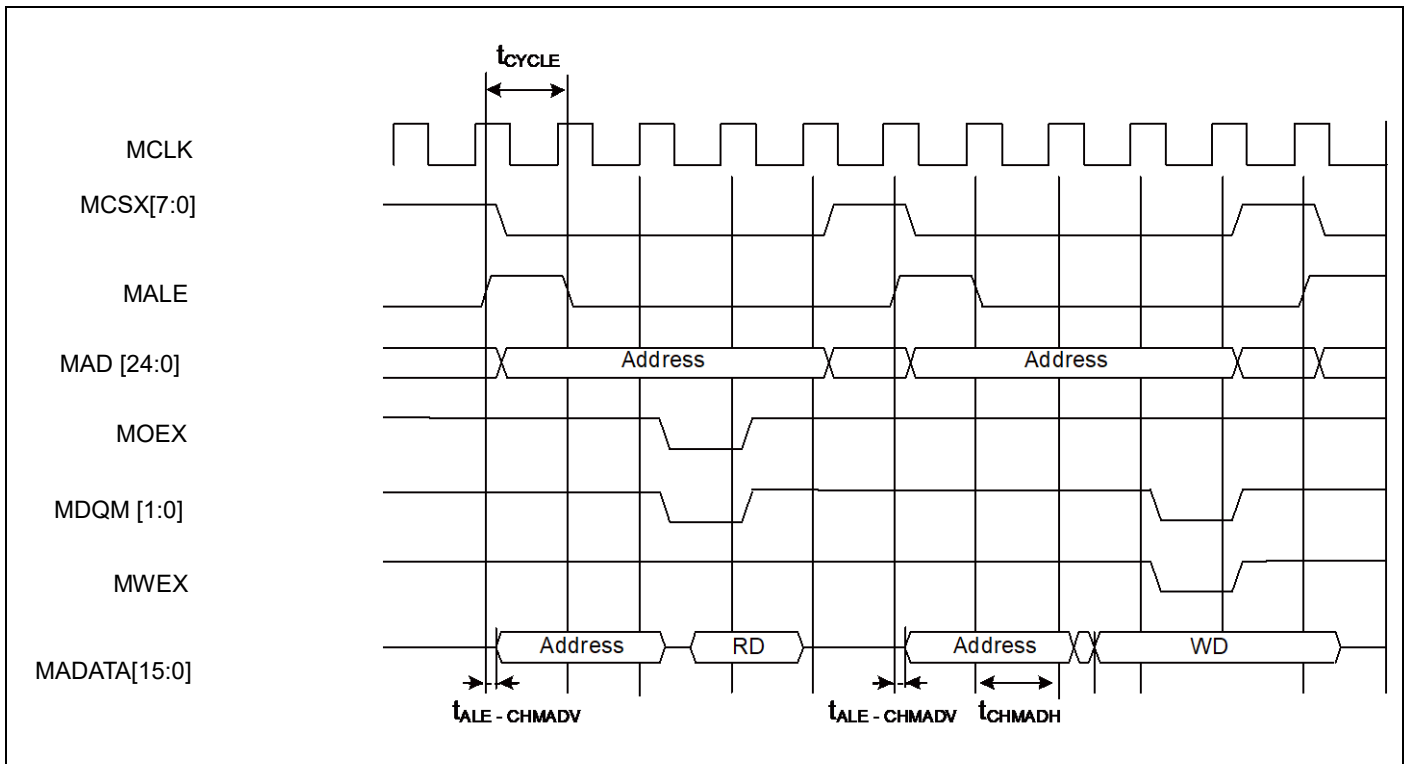 tCYCLE
MCLK
MCSX[7:0]
MALE
MAD [24:0]
Address Address
MOEX
MDQM [1:0]
MWEX
MADATA[15:0]
Address RD Address WD
tALE - CHMADV tALE - CHMADV tCHMADH